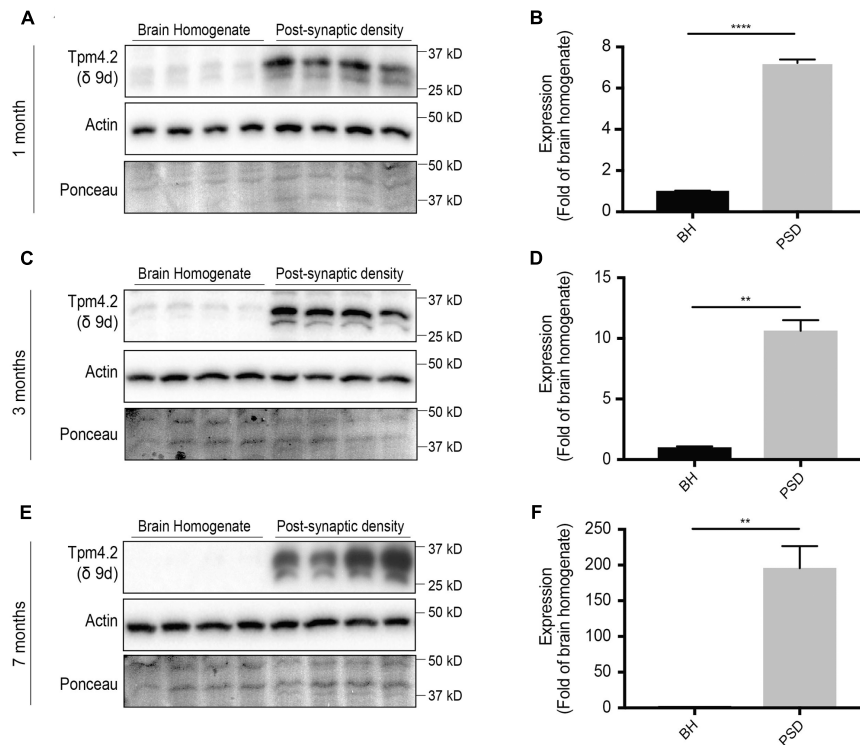 A
Brain Homogenate
Post-synaptic density
Tpm4.2
(δ 9d)
37 kD
25 kD
Actin
50 kD
Ponceau
50 kD
37 kD
1 month
B
****
Expression
(Fold of brain homogenate)
8
6
4
2
0
BH
PSD
C
Brain Homogenate
Post-synaptic density
Tpm4.2
(δ 9d)
37 kD
25 kD
Actin
50 kD
Ponceau
50 kD
37 kD
3 months
D
**
Expression
(Fold of brain homogenate)
15
10
5
0
BH
PSD
E
Brain Homogenate
Post-synaptic density
Tpm4.2
(δ 9d)
37 kD
25 kD
Actin
50 kD
Ponceau
50 kD
37 kD
7 months
F
**
Expression
(Fold of brain homogenate)
250
200
150
100
50
0
BH
PSD